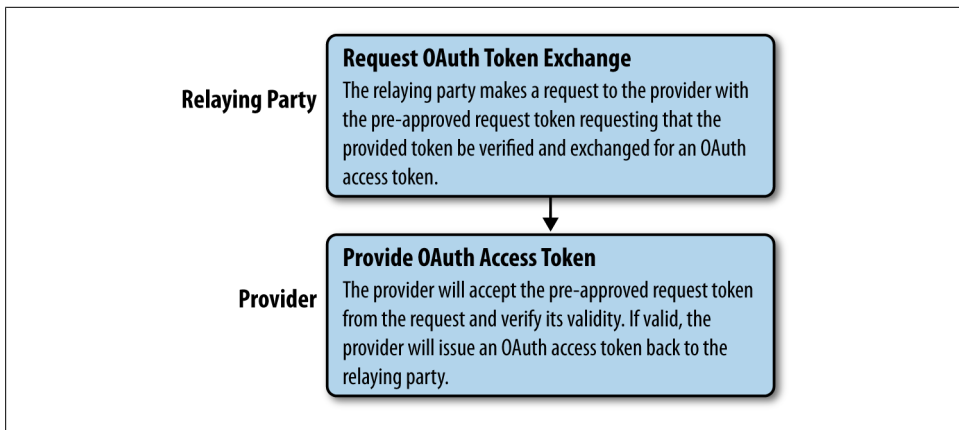 Relaying Party
Request OAuth Token Exchange
The relaying party makes a request to the provider with
the pre-approved request token requesting that the
provided token be verified and exchanged for an OAuth
access token.
Provider
Provide OAuth Access Token
The provider will accept the pre-approved request token
from the request and verify its validity. If valid, the
provider will issue an OAuth access token back to the
relaying party.